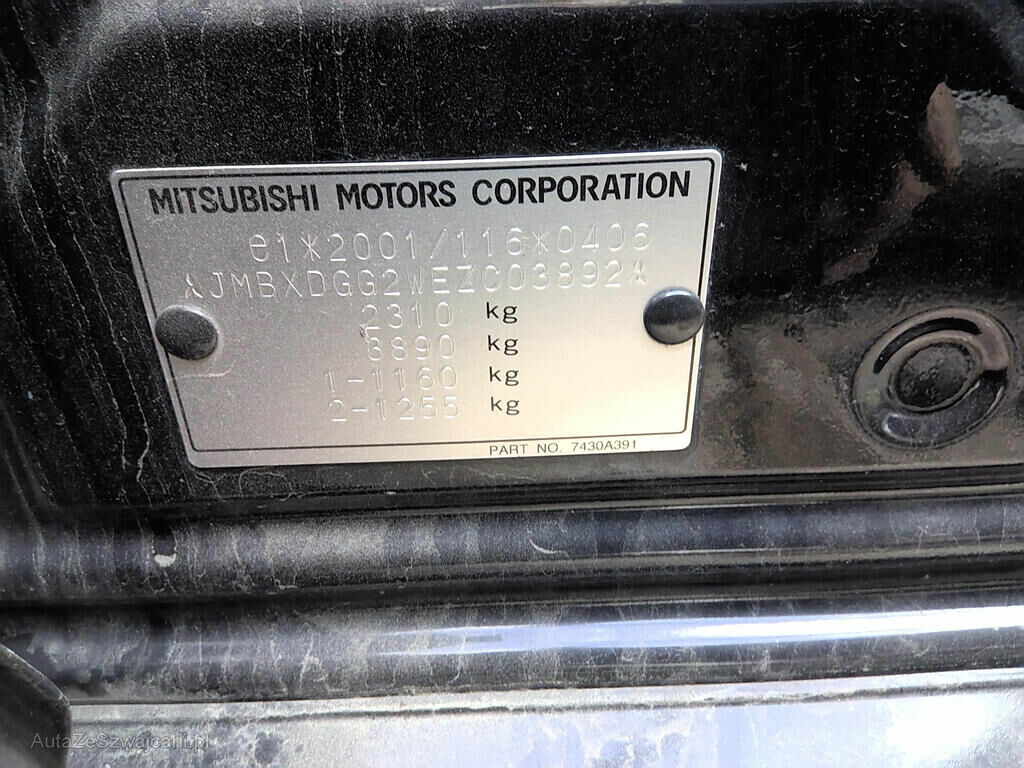 MITSUBISHI MOTORS CORPORATION
e1*2001/116*0406
JMBXDGG2WEZC03892
2310 kg
3890 kg
1-1160 kg
2-1255 kg
PART NO. 7430A391
AutaZeSzwajcarii.pl